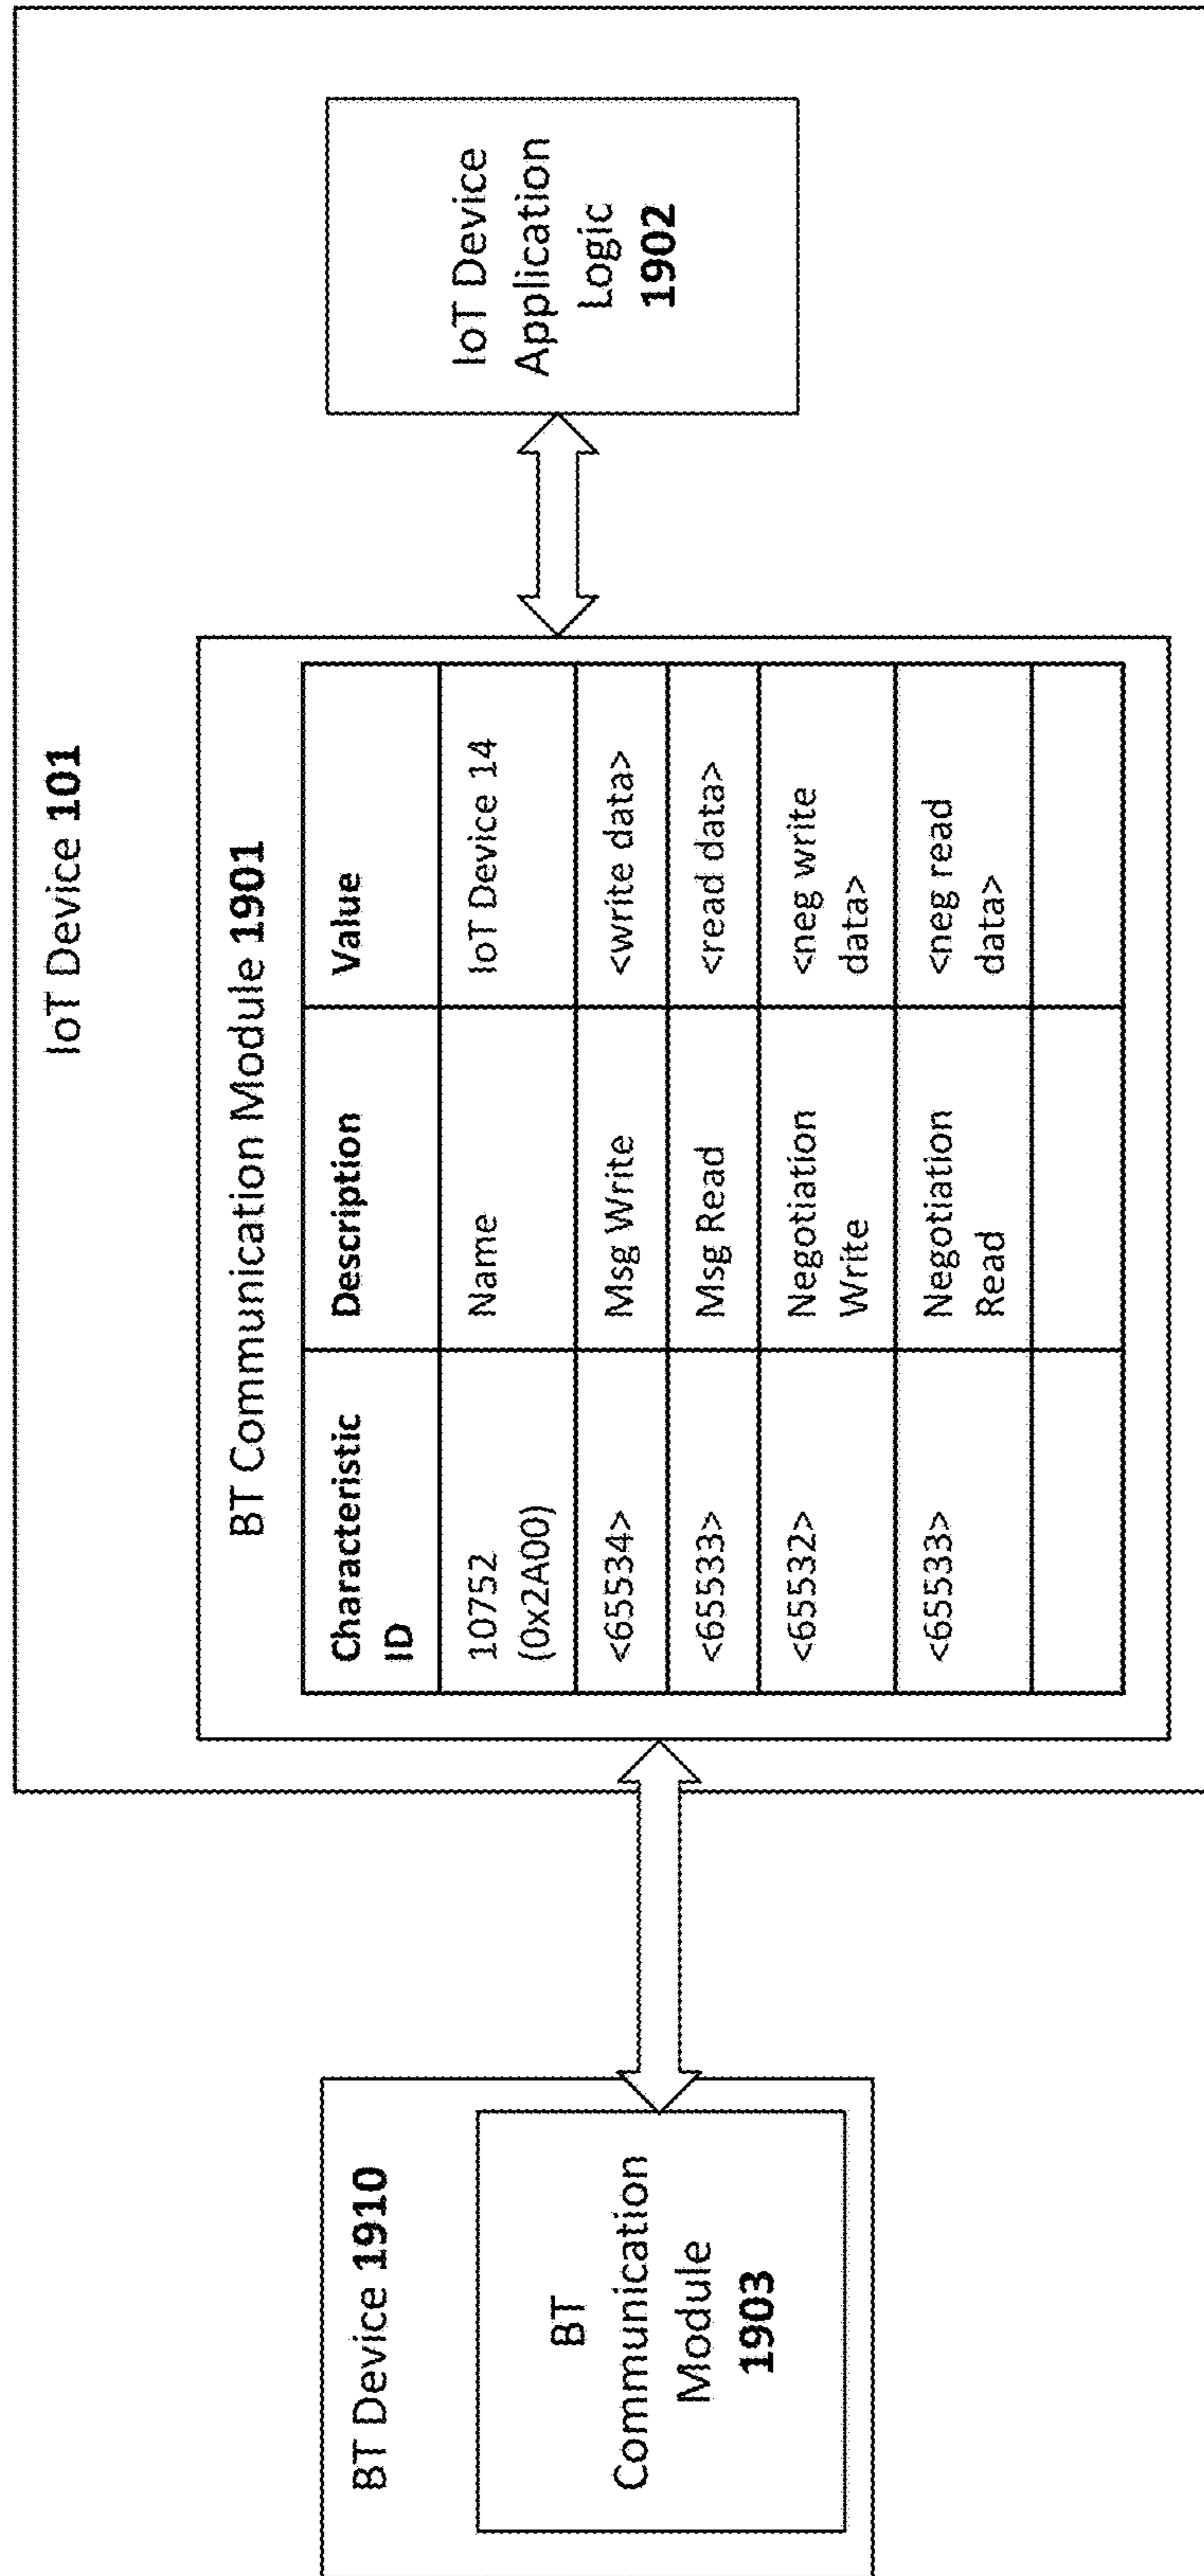 IoT Device 101
BT Communication Module 1901
Characteristic ID Description Value
10752 (0x2A00) Name IoT Device 14
<65534> Msg Write <write data>
<65533> Msg Read <read data>
<65532> Negotiation Write <neg write data>
<65533> Negotiation Read <neg read data>
IoT Device
Application
Logic
1902
BT Device 1910
BT
Communication
Module
1903